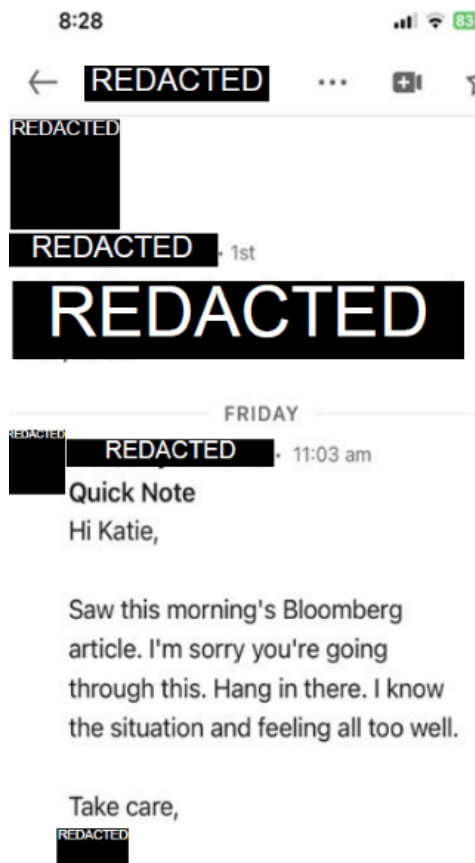 8:28
83
REDACTED
REDACTED
REDACTED · 1st
REDACTED
FRIDAY
REDACTED
REDACTED · 11:03 am
Quick Note
Hi Katie,
Saw this morning's Bloomberg
article. I'm sorry you're going
through this. Hang in there. I know
the situation and feeling all too well.
Take care,
REDACTED